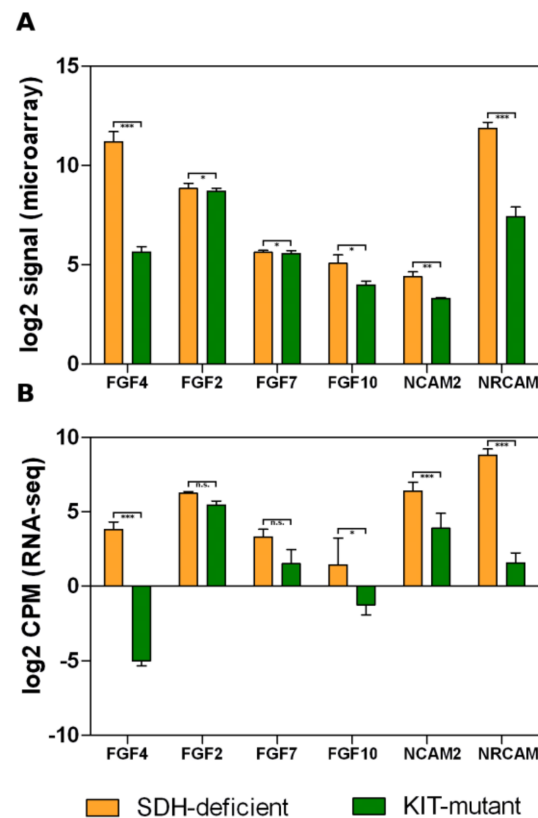 A
log2 signal (microarray)
15
10
5
0
*** * * * ** ***
FGF4 FGF2 FGF7 FGF10 NCAM2 NRCAM
B
log2 CPM (RNA-seq)
10
5
0
-5
-10
*** n.s. n.s. * *** ***
FGF4 FGF2 FGF7 FGF10 NCAM2 NRCAM
SDH-deficient KIT-mutant